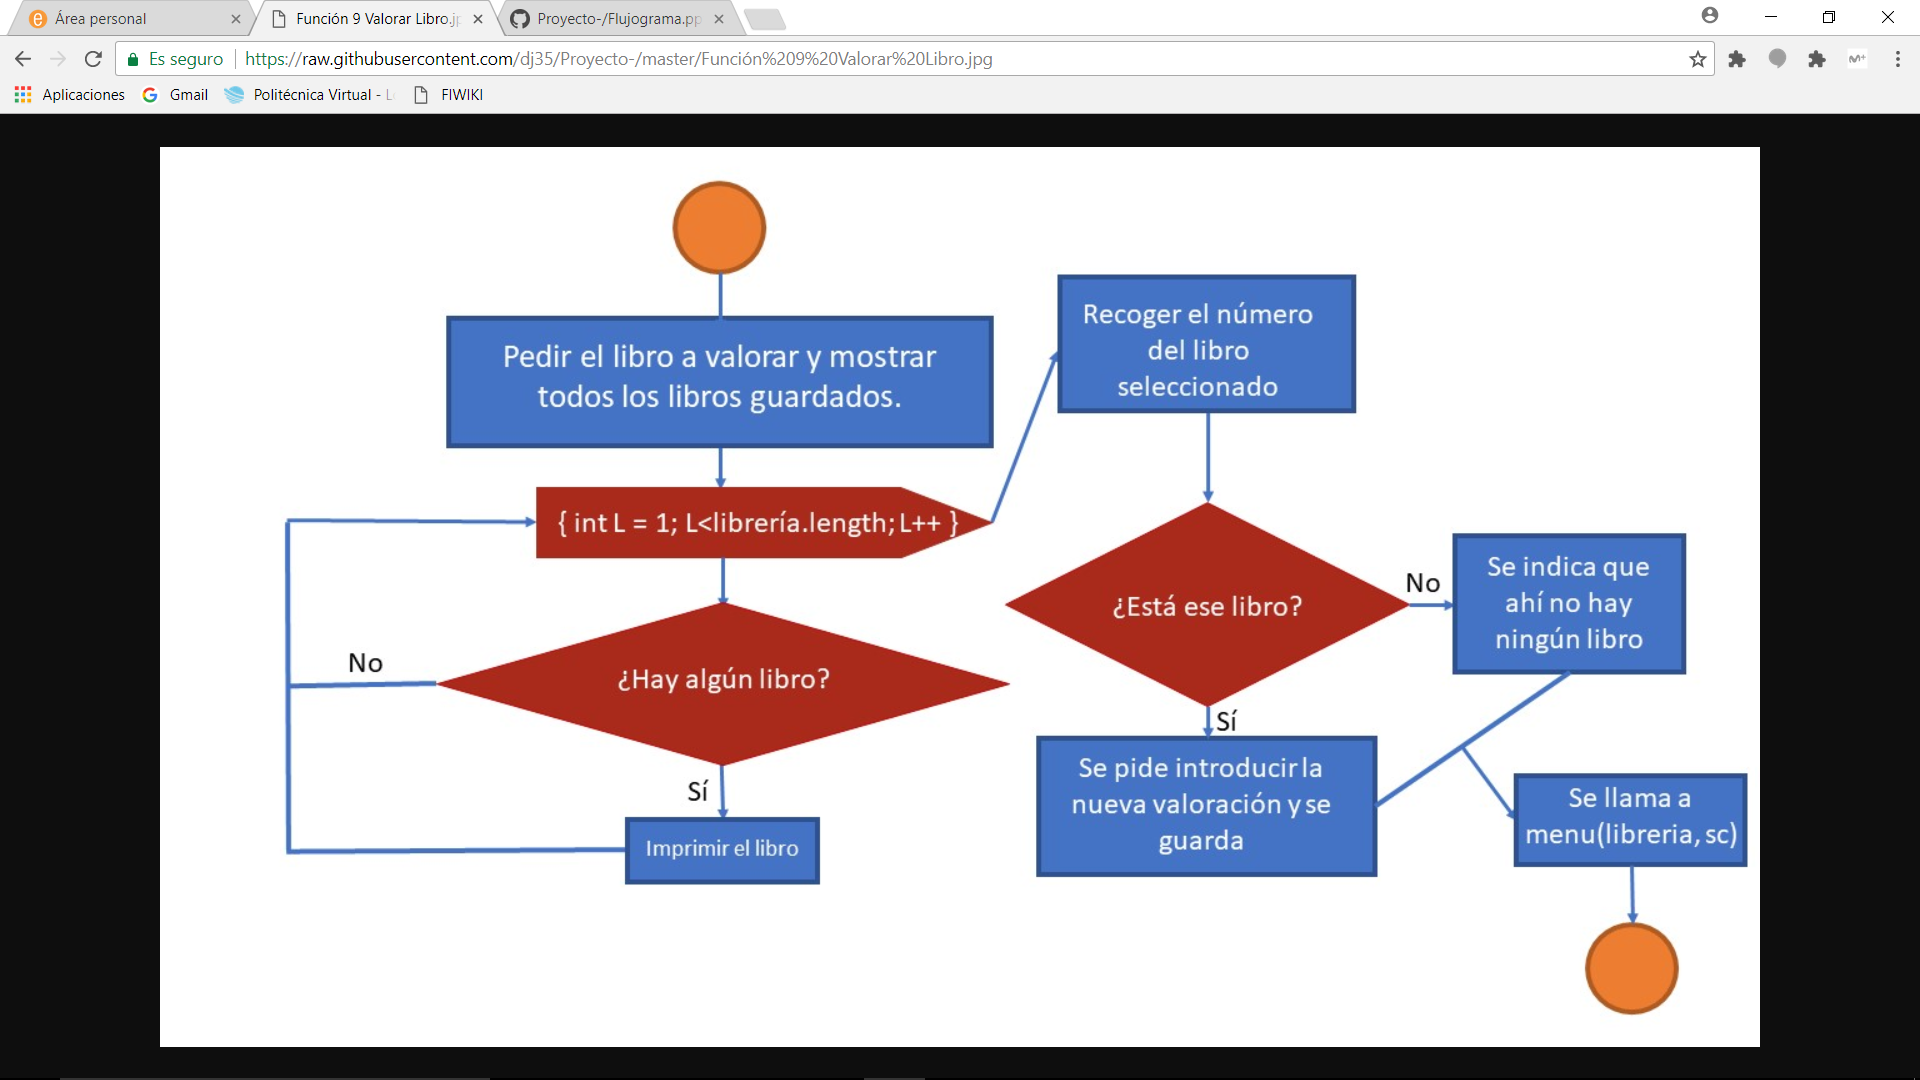 Área personal
Función 9 Valorar Libro.j
Proyecto-/Flujograma.pp
Es seguro
https://raw.githubusercontent.com/dj35/Proyecto-/master/Función%209%20Valorar%20Libro.jpg
Aplicaciones
Gmail
Politécnica Virtual -
FIWIKI
Pedir el libro a valorar y mostrar
todos los libros guardados.
{ int L = 1; L<librería.length; L++ }
¿Hay algún libro?
No
Sí
Imprimir el libro
Recoger el número
del libro
seleccionado
¿Está ese libro?
No
Se indica que
ahí no hay
ningún libro
Sí
Se pide introducir la
nueva valoración y se
guarda
Se llama a
menu(libreria, sc)